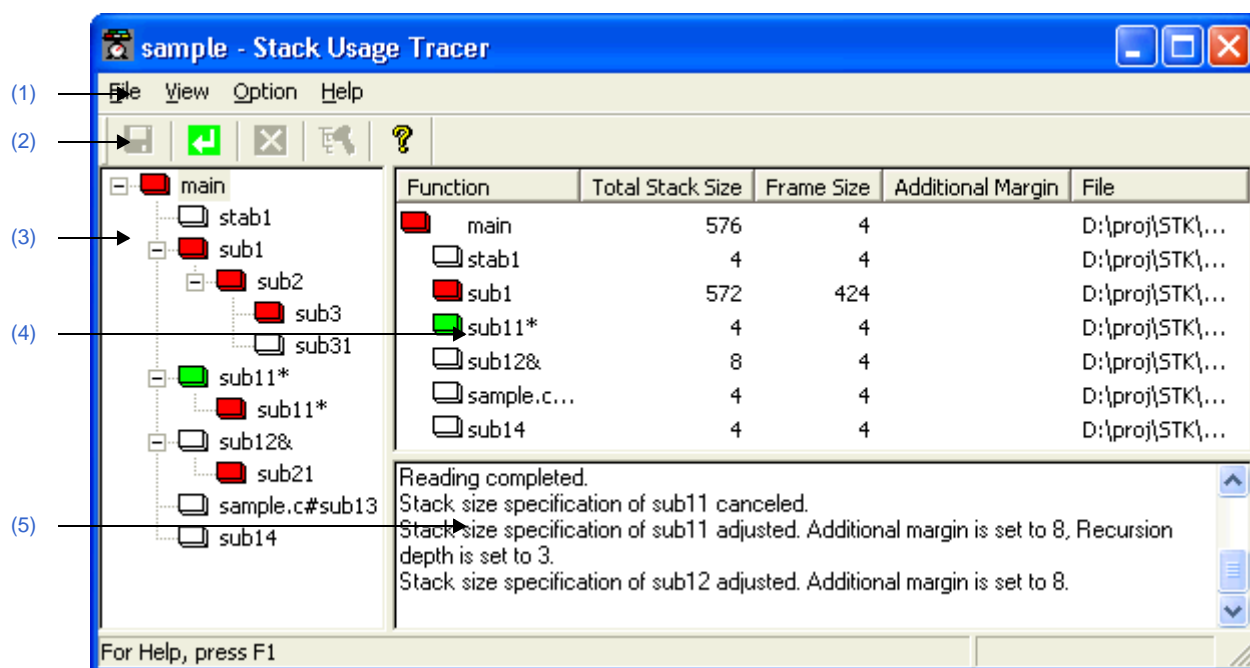 sample - Stack Usage Tracer
(1)
File View Option Help
(2)
?
(3)
main
stab1
sub1
sub2
sub3
sub31
sub11*
sub11*
sub12&
sub21
sample.c#sub13
sub14
(4)
Function Total Stack Size Frame Size Additional Margin File
main 576 4 D:\proj\STK\...
stab1 4 4 D:\proj\STK\...
sub1 572 424 D:\proj\STK\...
sub11* 4 4 D:\proj\STK\...
sub12& 8 4 D:\proj\STK\...
sample.c... 4 4 D:\proj\STK\...
sub14 4 4 D:\proj\STK\...
(5)
Reading completed.
Stack size specification of sub11 canceled.
Stack size specification of sub11 adjusted. Additional margin is set to 8, Recursion
depth is set to 3.
Stack size specification of sub12 adjusted. Additional margin is set to 8.
For Help, press F1